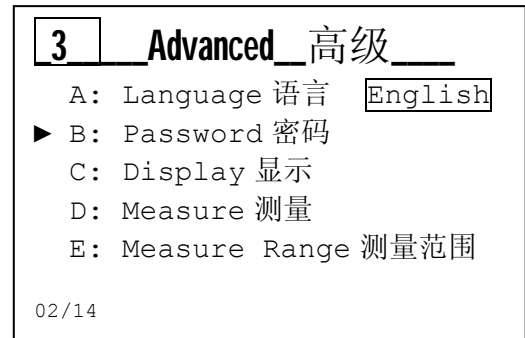 3 Advanced 高级
A: Language 语言 English
► B: Password 密码
C: Display 显示
D: Measure 测量
E: Measure Range 测量范围
02/14